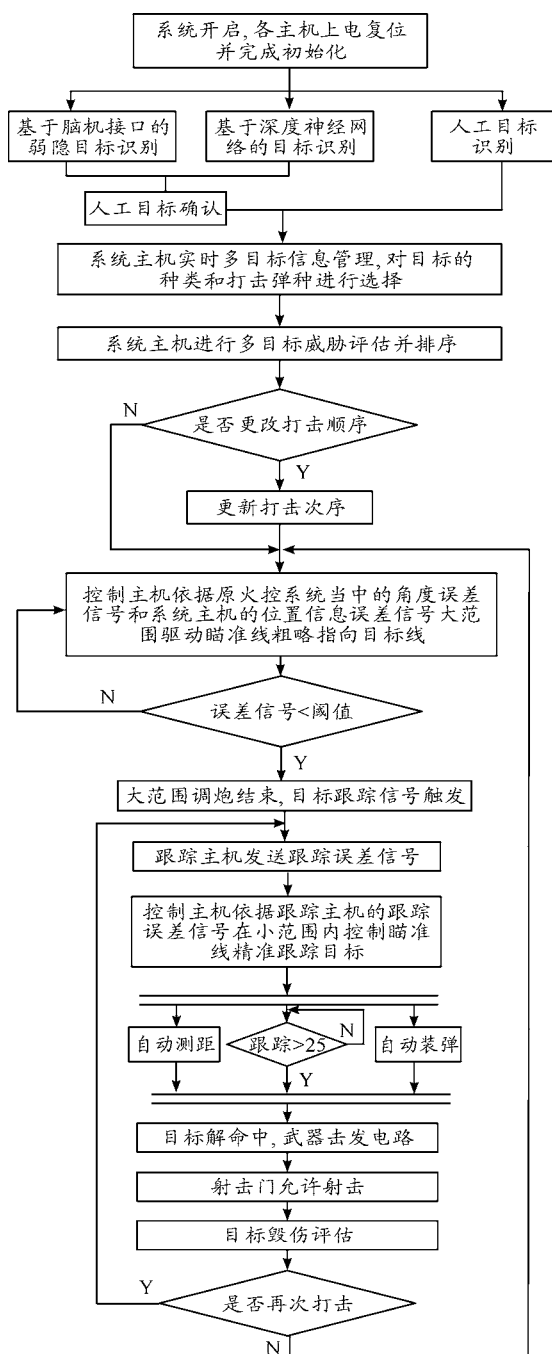 系统开启, 各主机上电复位
并完成初始化
基于脑机接口的
弱隐目标识别
基于深度神经网
络的目标识别
人工目标
识别
人工目标确认
系统主机实时多目标信息管理, 对目标的
种类和打击弹种进行选择
系统主机进行多目标威胁评估并排序
N
是否更改打击顺序
Y
更新打击次序
控制主机依据原火控系统当中的角度误差
信号和系统主机的位置信息误差信号大范
围驱动瞄准线粗略指向目标线
N
误差信号<阈值
Y
大范围调炮结束, 目标跟踪信号触发
跟踪主机发送跟踪误差信号
控制主机依据跟踪主机的跟踪
误差信号在小范围内控制瞄准
线精准跟踪目标
自动测距
跟踪>25
N
自动装弹
Y
目标解命中, 武器击发电路
射击门允许射击
目标毁伤评估
Y
是否再次打击
N